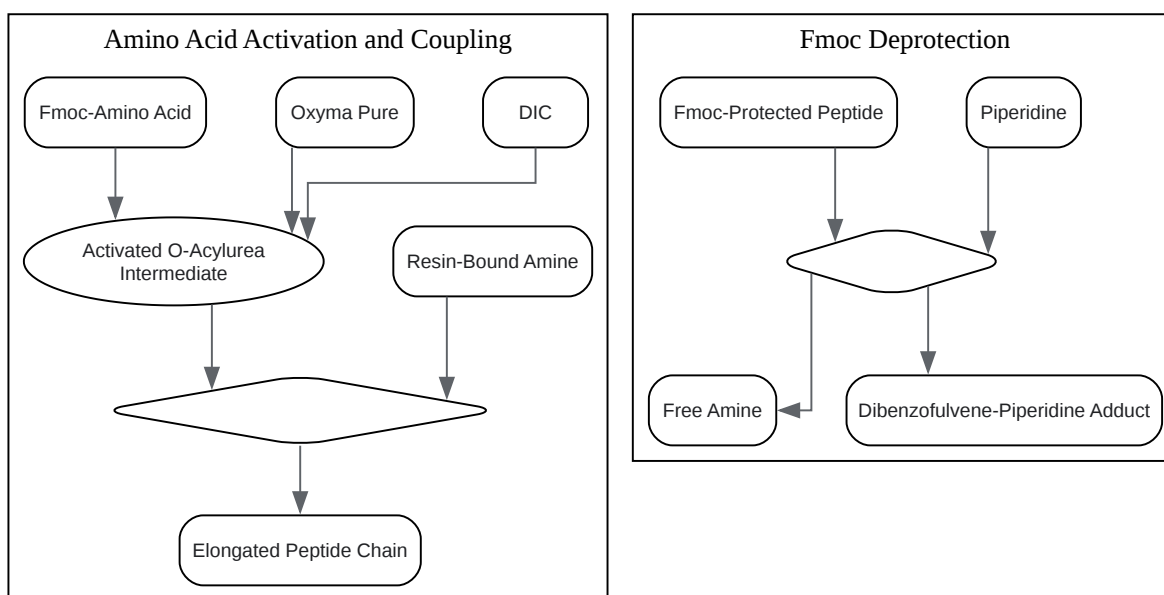 Amino Acid Activation and Coupling
Fmoc-Amino Acid
Oxyma Pure
DIC
Activated O-Acylurea
Intermediate
Resin-Bound Amine
Elongated Peptide Chain
Fmoc Deprotection
Fmoc-Protected Peptide
Piperidine
Free Amine
Dibenzofulvene-Piperidine Adduct